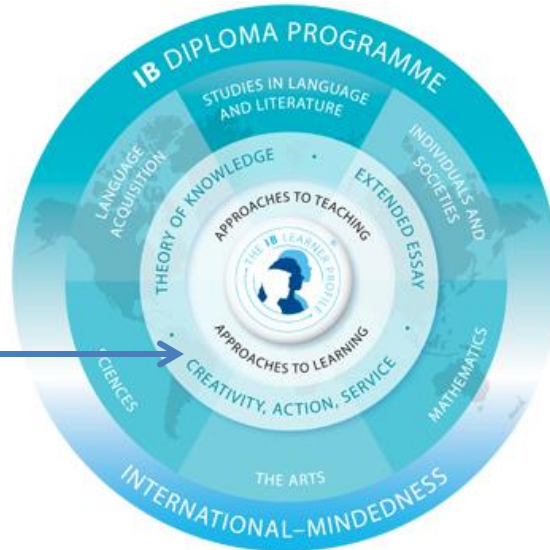 IB DIPLOMA PROGRAMME
STUDIES IN LANGUAGE
AND LITERATURE
LANGUAGE
ACQUISITION
INDIVIDUALS AND
SOCIETIES
THEORY OF KNOWLEDGE
EXTENDED ESSAY
APPROACHES TO TEACHING
THE IB LEARNER PROFILE
®
APPROACHES TO LEARNING
CREATIVITY, ACTION, SERVICE
SCIENCES
MATHEMATICS
THE ARTS
INTERNATIONAL–MINDEDNESS